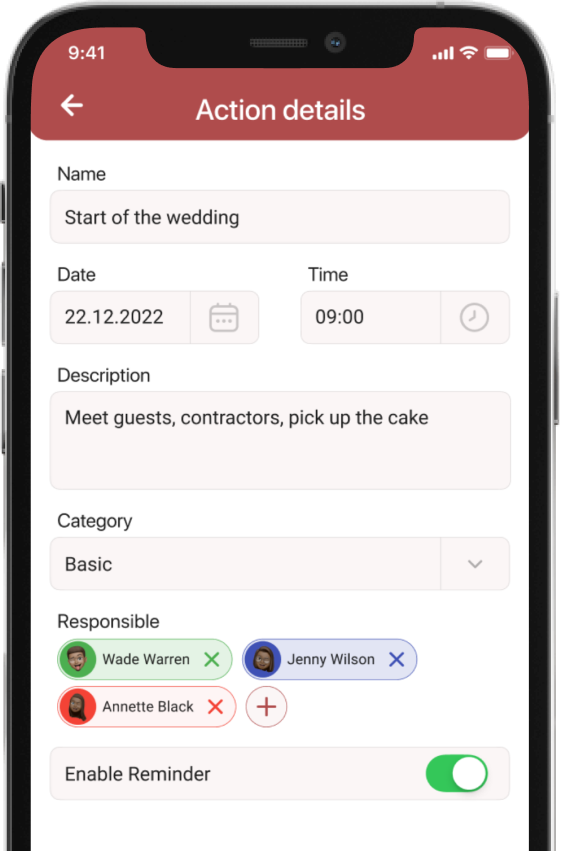 9:41
Action details
Name
Start of the wedding
Date Time
22.12.2022 09:00
Description
Meet guests, contractors, pick up the cake
Category
Basic
Responsible
Wade Warren Jenny Wilson
Annette Black
Enable Reminder